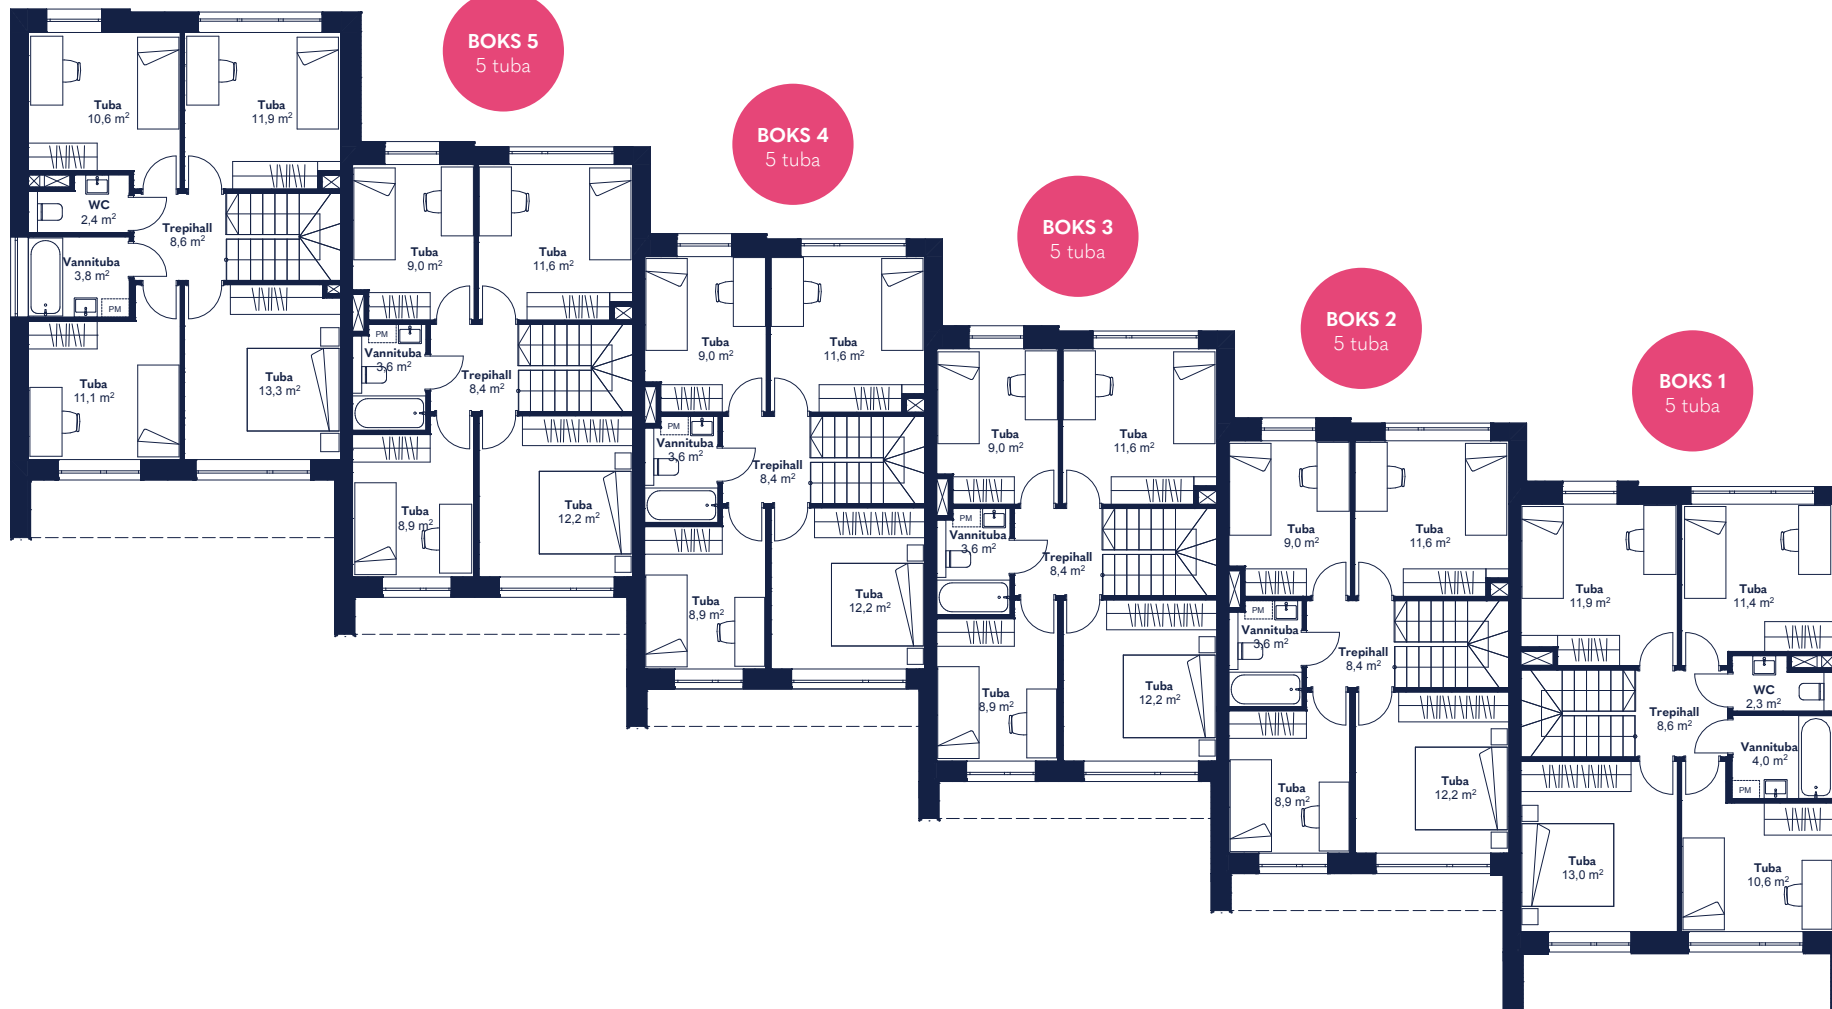 BOKS 5
5 tuba
BOKS 4
5 tuba
BOKS 3
5 tuba
BOKS 2
5 tuba
BOKS 1
5 tuba
Tuba
10,6 m²
Tuba
11,9 m²
WC
2,4 m²
Trepihall
8,6 m²
Vannituba
3,8 m²
PM
Tuba
11,1 m²
Tuba
13,3 m²
Tuba
9,0 m²
Tuba
11,6 m²
PM
Vannituba
3,6 m²
Trepihall
8,4 m²
Tuba
8,9 m²
Tuba
12,2 m²
Tuba
9,0 m²
Tuba
11,6 m²
PM
Vannituba
3,6 m²
Trepihall
8,4 m²
Tuba
8,9 m²
Tuba
12,2 m²
Tuba
9,0 m²
Tuba
11,6 m²
PM
Vannituba
3,6 m²
Trepihall
8,4 m²
Tuba
8,9 m²
Tuba
12,2 m²
Tuba
9,0 m²
Tuba
11,6 m²
PM
Vannituba
3,6 m²
Trepihall
8,4 m²
Tuba
8,9 m²
Tuba
12,2 m²
Tuba
11,9 m²
Tuba
11,4 m²
WC
2,3 m²
Trepihall
8,6 m²
Vannituba
4,0 m²
PM
Tuba
13,0 m²
Tuba
10,6 m²